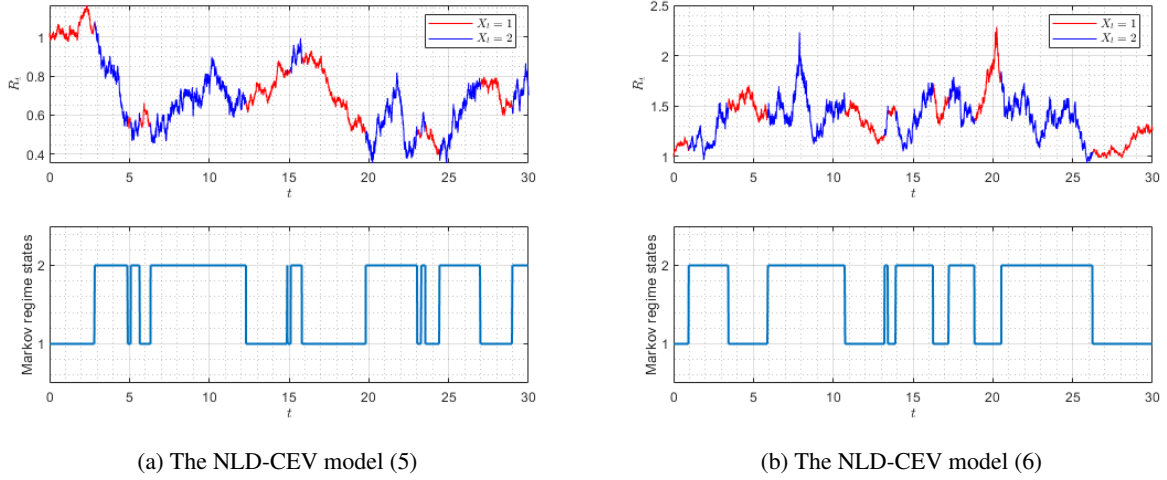 1
0.8
0.6
0.4
R_t
X_t = 1
X_t = 2
0 5 10 15 20 25 30
t
2
1
Markov regime states
0 5 10 15 20 25 30
t
(a) The NLD-CEV model (5)
2.5
2
1.5
1
R_t
X_t = 1
X_t = 2
0 5 10 15 20 25 30
t
2
1
Markov regime states
0 5 10 15 20 25 30
t
(b) The NLD-CEV model (6)